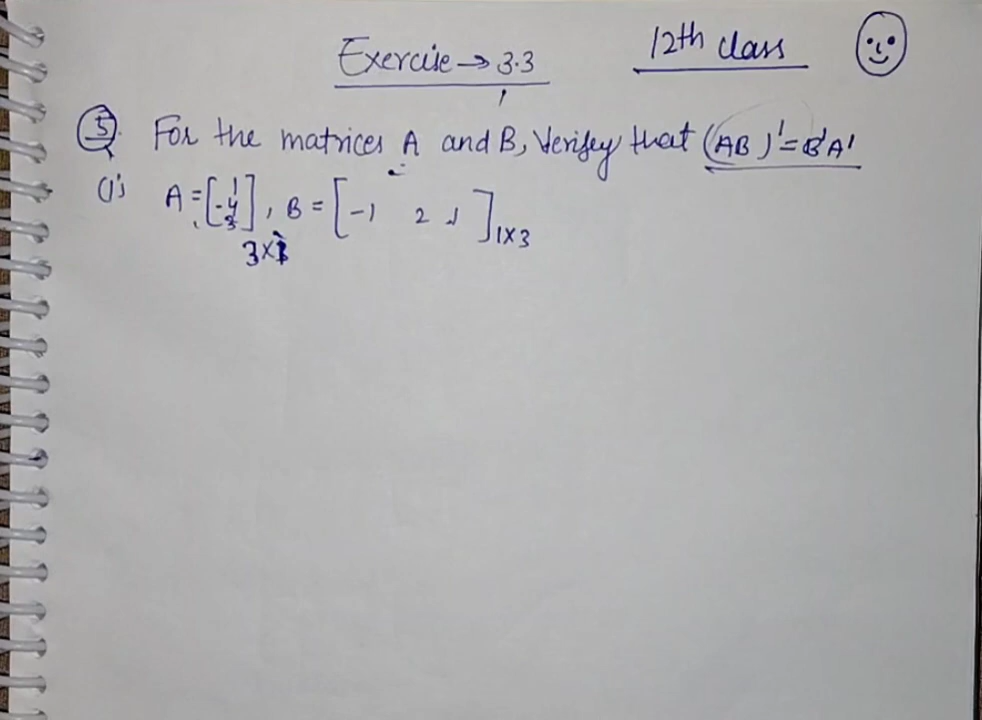 Exercise → 3.3
12th class
(5) For the matrices A and B, Verifey that (AB)' = B'A'
(i) A = [1 -4 3], B = [-1 2 1] 1×3
3×1